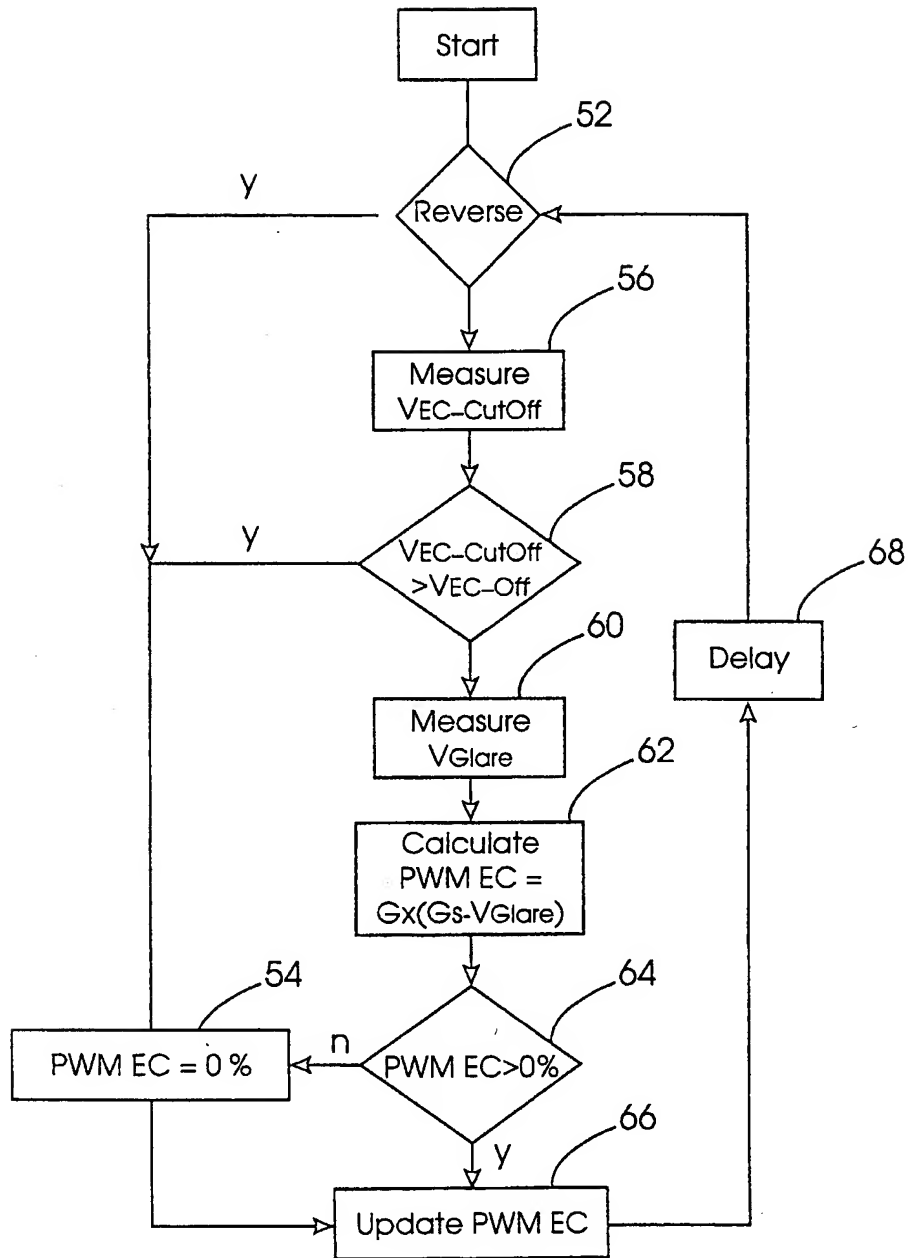 Start
52
y
Reverse
56
Measure
VEC-CutOff
58
y
VEC-CutOff
>VEC-Off
68
Delay
60
Measure
VGlare
62
Calculate
PWM EC =
Gx(Gs-VGlare)
54
64
PWM EC = 0 %
n
PWM EC>0%
66
y
Update PWM EC